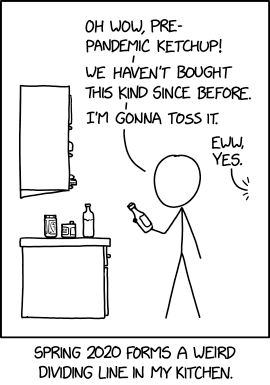 OH WOW, PRE-
PANDEMIC KETCHUP!
WE HAVEN'T BOUGHT
THIS KIND SINCE BEFORE.
I'M GONNA TOSS IT.
EWW,
YES.
SPRING 2020 FORMS A WEIRD
DIVIDING LINE IN MY KITCHEN.